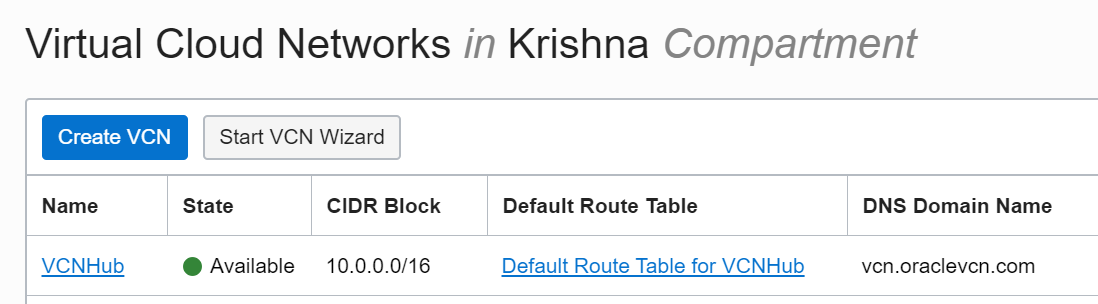 Virtual Cloud Networks in Krishna Compartment
Create VCN Start VCN Wizard
Name State CIDR Block Default Route Table DNS Domain Name
VCNHub Available 10.0.0.0/16 Default Route Table for VCNHub vcn.oraclevcn.com